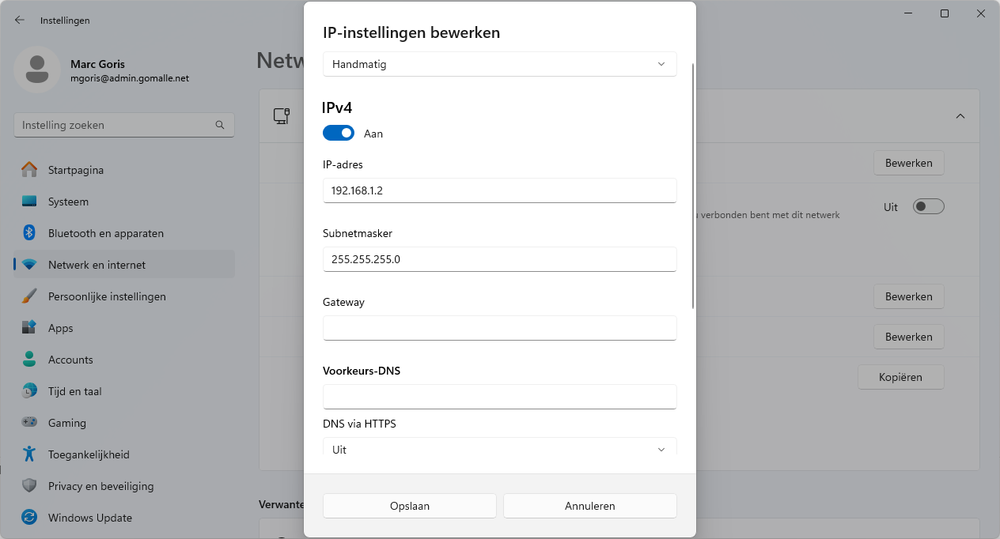 Instellingen
Marc Goris
mgoris@admin.gomalle.net
Instelling zoeken
Startpagina
Systeem
Bluetooth en apparaten
Netwerk en internet
Persoonlijke instellingen
Apps
Accounts
Tijd en taal
Gaming
Toegankelijkheid
Privacy en beveiliging
Windows Update
IP-instellingen bewerken
Handmatig
IPv4
Aan
IP-adres
192.168.1.2
Subnetmasker
255.255.255.0
Gateway
Voorkeurs-DNS
DNS via HTTPS
Uit
Opslaan
Annuleren
Bewerken
verbonden bent met dit netwerk
Uit
Bewerken
Bewerken
Kopiëren